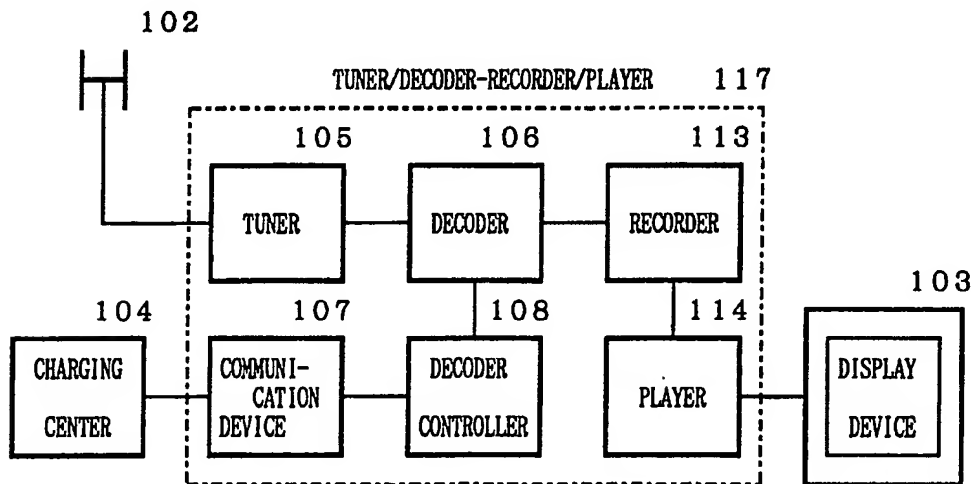 102
TUNER/DECODER-RECORDER/PLAYER 117
105 106 113
TUNER DECODER RECORDER
103
104 107 108 114
CHARGING
CENTER
COMMUNI-
CATION
DEVICE
DECODER
CONTROLLER
PLAYER
DISPLAY
DEVICE